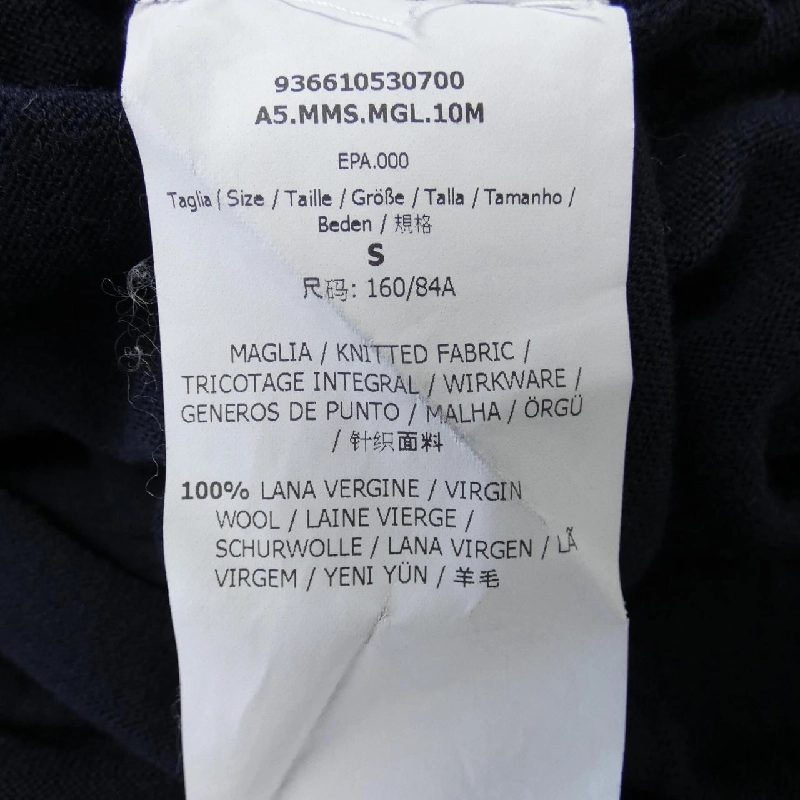 936610530700
A5.MMS.MGL.10M
EPA.000
Taglia / Size / Taille / Größe / Talla / Tamanho /
Beden / 規格
S
尺码: 160/84A
MAGLIA / KNITTED FABRIC /
TRICOTAGE INTEGRAL / WIRKWARE /
GENEROS DE PUNTO / MALHA / ÖRGÜ
/ 针织面料
100% LANA VERGINE / VIRGIN
WOOL / LAINE VIERGE /
SCHURWOLLE / LANA VIRGEN / LÃ
VIRGEM / YENI YÜN / 羊毛